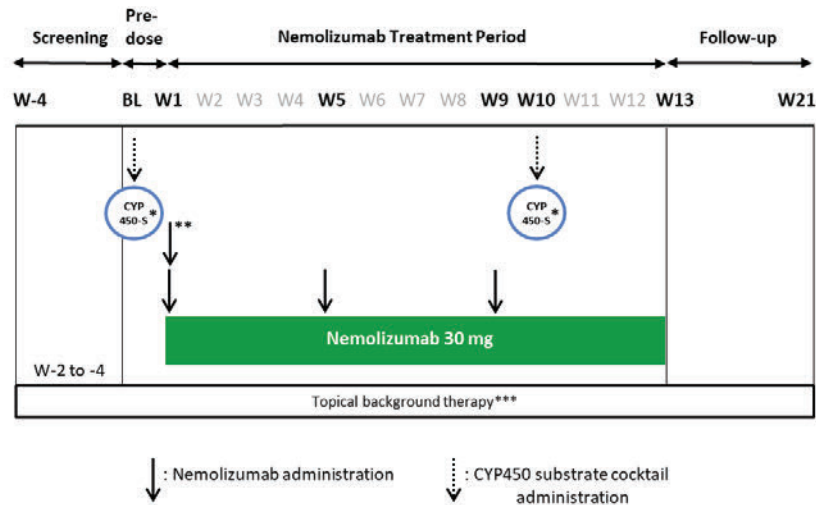 Pre-
Screening dose Nemolizumab Treatment Period Follow-up
W-4 BL W1 W2 W3 W4 W5 W6 W7 W8 W9 W10 W11 W12 W13 W21
CYP
450-S *
CYP
450-S *
**
Nemolizumab 30 mg
W-2 to -4
Topical background therapy***
: Nemolizumab administration
: CYP450 substrate cocktail
administration